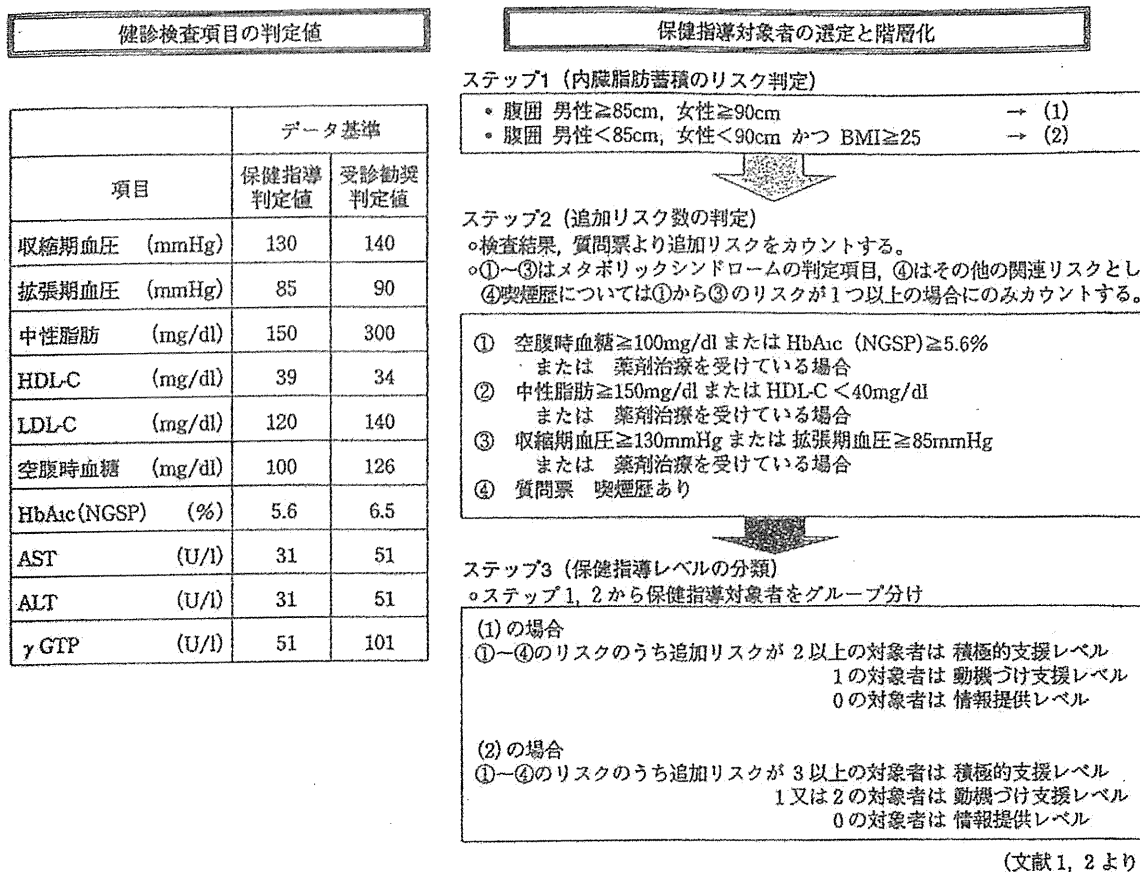 健診検査項目の判定値
項目
データ基準
保健指導判定値
受診勧奨判定値
収縮期血圧 (mmHg) 130 140
拡張期血圧 (mmHg) 85 90
中性脂肪 (mg/dl) 150 300
HDL-C (mg/dl) 39 34
LDL-C (mg/dl) 120 140
空腹時血糖 (mg/dl) 100 126
HbA1c(NGSP) (%) 5.6 6.5
AST (U/l) 31 51
ALT (U/l) 31 51
γGTP (U/l) 51 101
保健指導対象者の選定と階層化
ステップ1 (内臓脂肪蓄積のリスク判定)
• 腹囲 男性≧85cm, 女性≧90cm → (1)
• 腹囲 男性<85cm, 女性<90cm かつ BMI≧25 → (2)
ステップ2 (追加リスク数の判定)
○検査結果, 質問票より追加リスクをカウントする。
○①〜③はメタボリックシンドロームの判定項目, ④はその他の関連リスクとし
④喫煙歴については①から③のリスクが1つ以上の場合にのみカウントする。
① 空腹時血糖≧100mg/dl または HbA1c (NGSP)≧5.6%
または 薬剤治療を受けている場合
② 中性脂肪≧150mg/dl または HDL-C <40mg/dl
または 薬剤治療を受けている場合
③ 収縮期血圧≧130mmHg または 拡張期血圧≧85mmHg
または 薬剤治療を受けている場合
④ 質問票 喫煙歴あり
ステップ3 (保健指導レベルの分類)
○ステップ 1, 2 から保健指導対象者をグループ分け
(1) の場合
①〜④のリスクのうち追加リスクが 2 以上の対象者は 積極的支援レベル
1 の対象者は 動機づけ支援レベル
0 の対象者は 情報提供レベル
(2) の場合
①〜④のリスクのうち追加リスクが 3 以上の対象者は 積極的支援レベル
1 又は 2 の対象者は 動機づけ支援レベル
0 の対象者は 情報提供レベル
(文献 1, 2 より